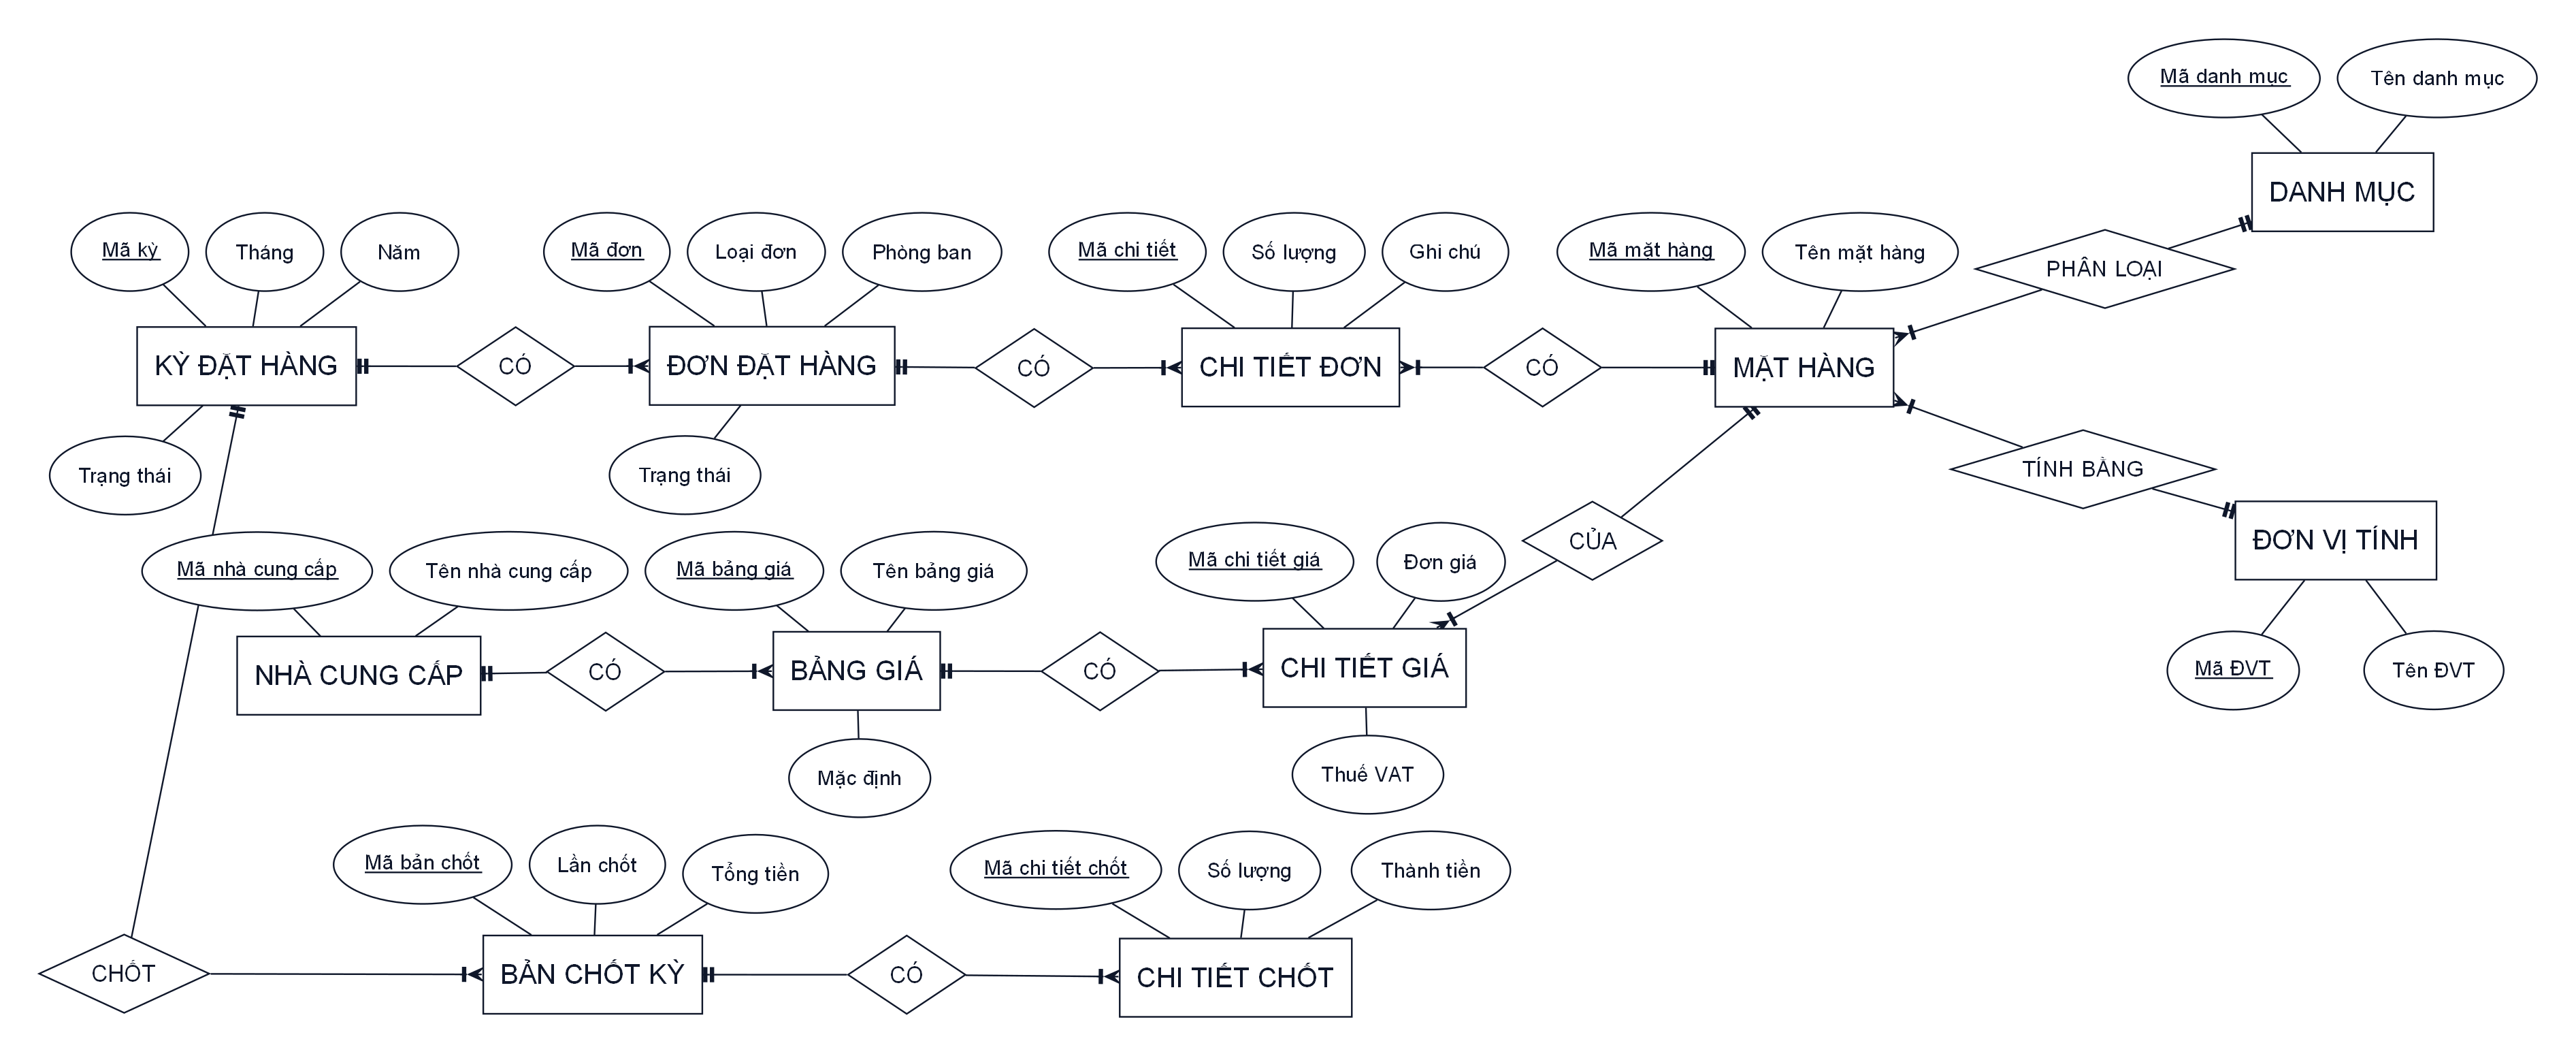 Mã danh mục
Tên danh mục
DANH MỤC
Mã kỳ
Tháng
Năm
Mã đơn
Loại đơn
Phòng ban
Mã chi tiết
Số lượng
Ghi chú
Mã mặt hàng
Tên mặt hàng
PHÂN LOẠI
KỲ ĐẶT HÀNG
CÓ
ĐƠN ĐẶT HÀNG
CÓ
CHI TIẾT ĐƠN
CÓ
MẶT HÀNG
Trạng thái
Trạng thái
TÍNH BẰNG
CỦA
ĐƠN VỊ TÍNH
Mã nhà cung cấp
Tên nhà cung cấp
Mã bảng giá
Tên bảng giá
Mã chi tiết giá
Đơn giá
NHÀ CUNG CẤP
CÓ
BẢNG GIÁ
CÓ
CHI TIẾT GIÁ
Mã ĐVT
Tên ĐVT
Mặc định
Thuế VAT
Mã bản chốt
Lần chốt
Tổng tiền
Mã chi tiết chốt
Số lượng
Thành tiền
CHỐT
BẢN CHỐT KỲ
CÓ
CHI TIẾT CHỐT